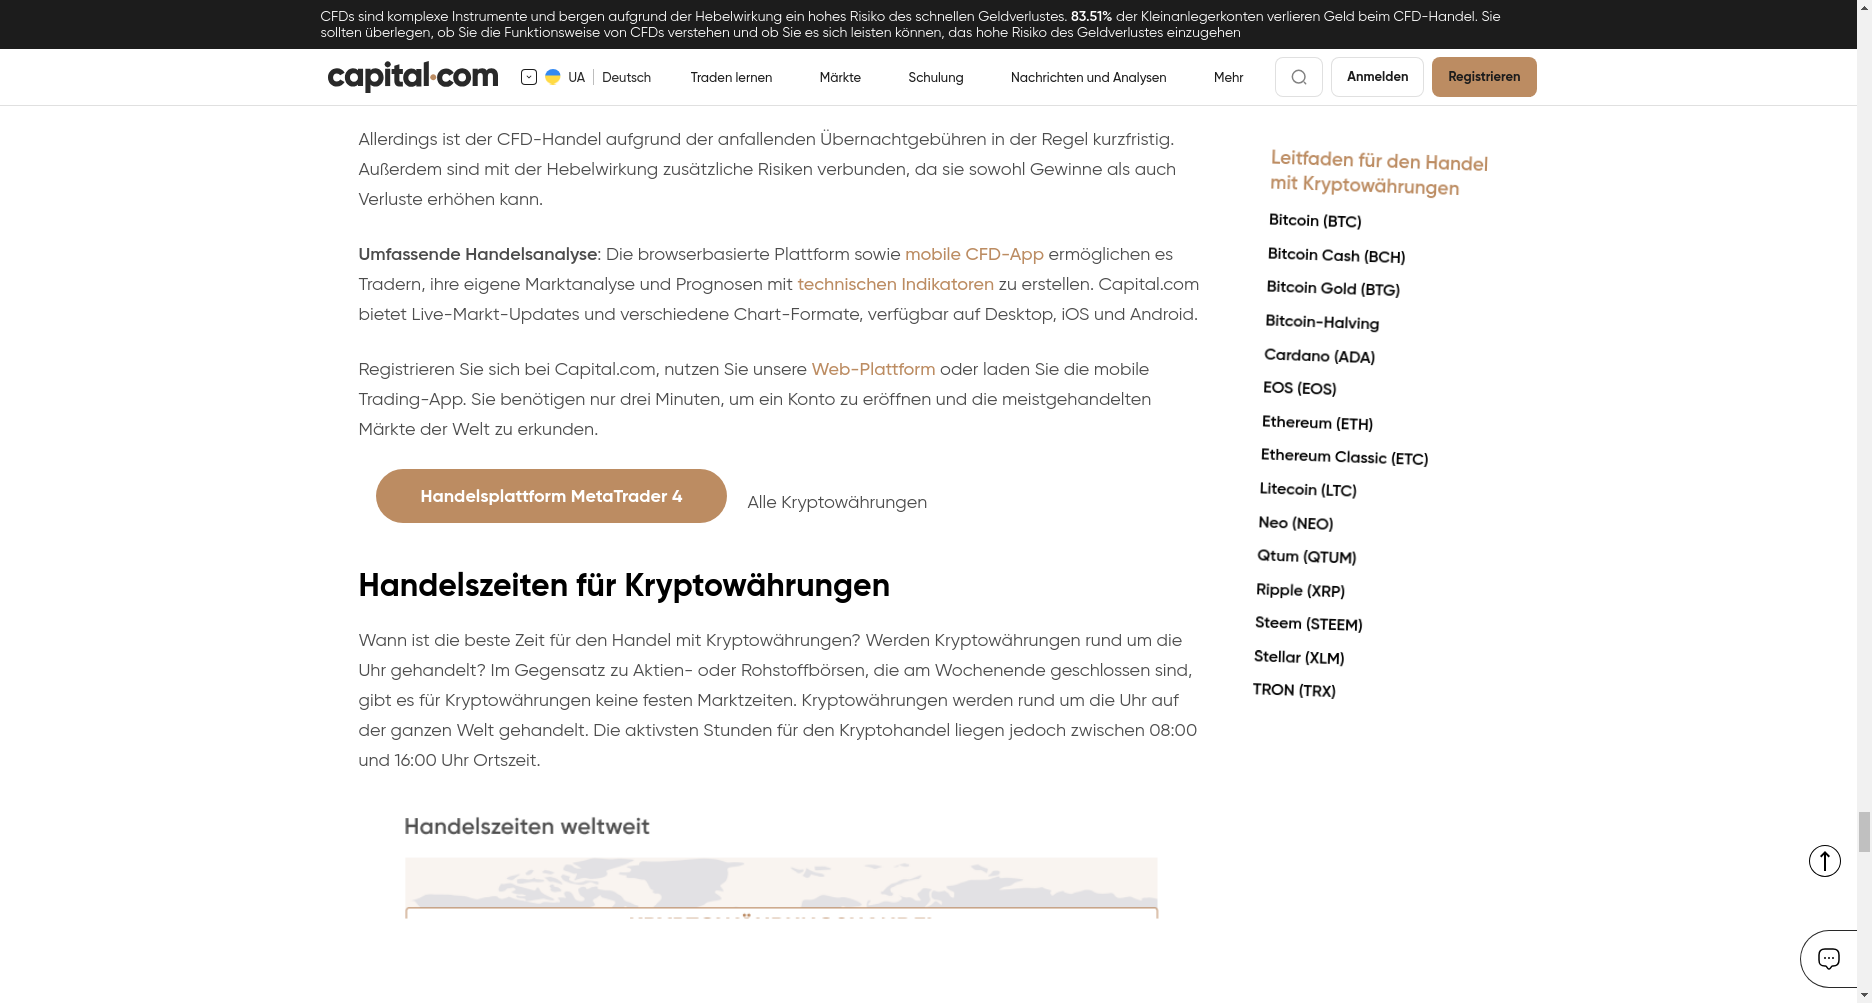 CFDs sind komplexe Instrumente und bergen aufgrund der Hebelwirkung ein hohes Risiko des schnellen Geldverlustes. 83.51% der Kleinanlegerkonten verlieren Geld beim CFD-Handel. Sie
sollten überlegen, ob Sie die Funktionsweise von CFDs verstehen und ob Sie es sich leisten können, das hohe Risiko des Geldverlustes einzugehen
capital.com
UA
Deutsch
Traden lernen
Märkte
Schulung
Nachrichten und Analysen
Mehr
Anmelden
Registrieren
Allerdings ist der CFD-Handel aufgrund der anfallenden Übernachtgebühren in der Regel kurzfristig.
Außerdem sind mit der Hebelwirkung zusätzliche Risiken verbunden, da sie sowohl Gewinne als auch
Verluste erhöhen kann.
Umfassende Handelsanalyse: Die browserbasierte Plattform sowie mobile CFD-App ermöglichen es
Tradern, ihre eigene Marktanalyse und Prognosen mit technischen Indikatoren zu erstellen. Capital.com
bietet Live-Markt-Updates und verschiedene Chart-Formate, verfügbar auf Desktop, iOS und Android.
Registrieren Sie sich bei Capital.com, nutzen Sie unsere Web-Plattform oder laden Sie die mobile
Trading-App. Sie benötigen nur drei Minuten, um ein Konto zu eröffnen und die meistgehandelten
Märkte der Welt zu erkunden.
Handelsplattform MetaTrader 4
Alle Kryptowährungen
Handelszeiten für Kryptowährungen
Wann ist die beste Zeit für den Handel mit Kryptowährungen? Werden Kryptowährungen rund um die
Uhr gehandelt? Im Gegensatz zu Aktien- oder Rohstoffbörsen, die am Wochenende geschlossen sind,
gibt es für Kryptowährungen keine festen Marktzeiten. Kryptowährungen werden rund um die Uhr auf
der ganzen Welt gehandelt. Die aktivsten Stunden für den Kryptohandel liegen jedoch zwischen 08:00
und 16:00 Uhr Ortszeit.
Handelszeiten weltweit
Leitfaden für den Handel
mit Kryptowährungen
Bitcoin (BTC)
Bitcoin Cash (BCH)
Bitcoin Gold (BTG)
Bitcoin-Halving
Cardano (ADA)
EOS (EOS)
Ethereum (ETH)
Ethereum Classic (ETC)
Litecoin (LTC)
Neo (NEO)
Qtum (QTUM)
Ripple (XRP)
Steem (STEEM)
Stellar (XLM)
TRON (TRX)